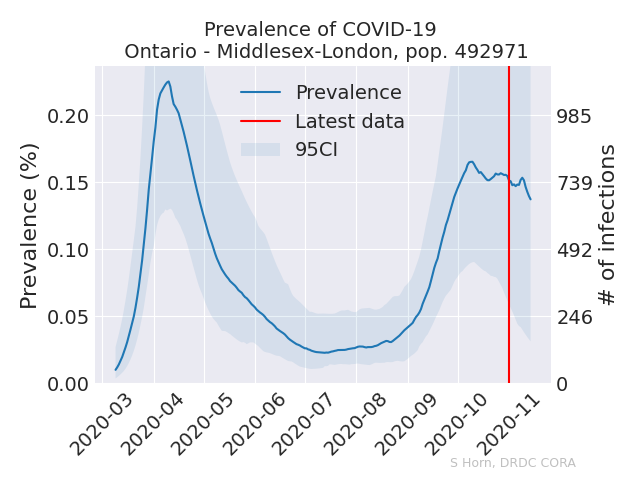 Prevalence of COVID-19
Ontario - Middlesex-London, pop. 492971
Prevalence
Latest data
95CI
Prevalence (%)
0.20
0.15
0.10
0.05
0.00
985
739
492
246
0
# of infections
2020-03
2020-04
2020-05
2020-06
2020-07
2020-08
2020-09
2020-10
2020-11
S Horn, DRDC CORA